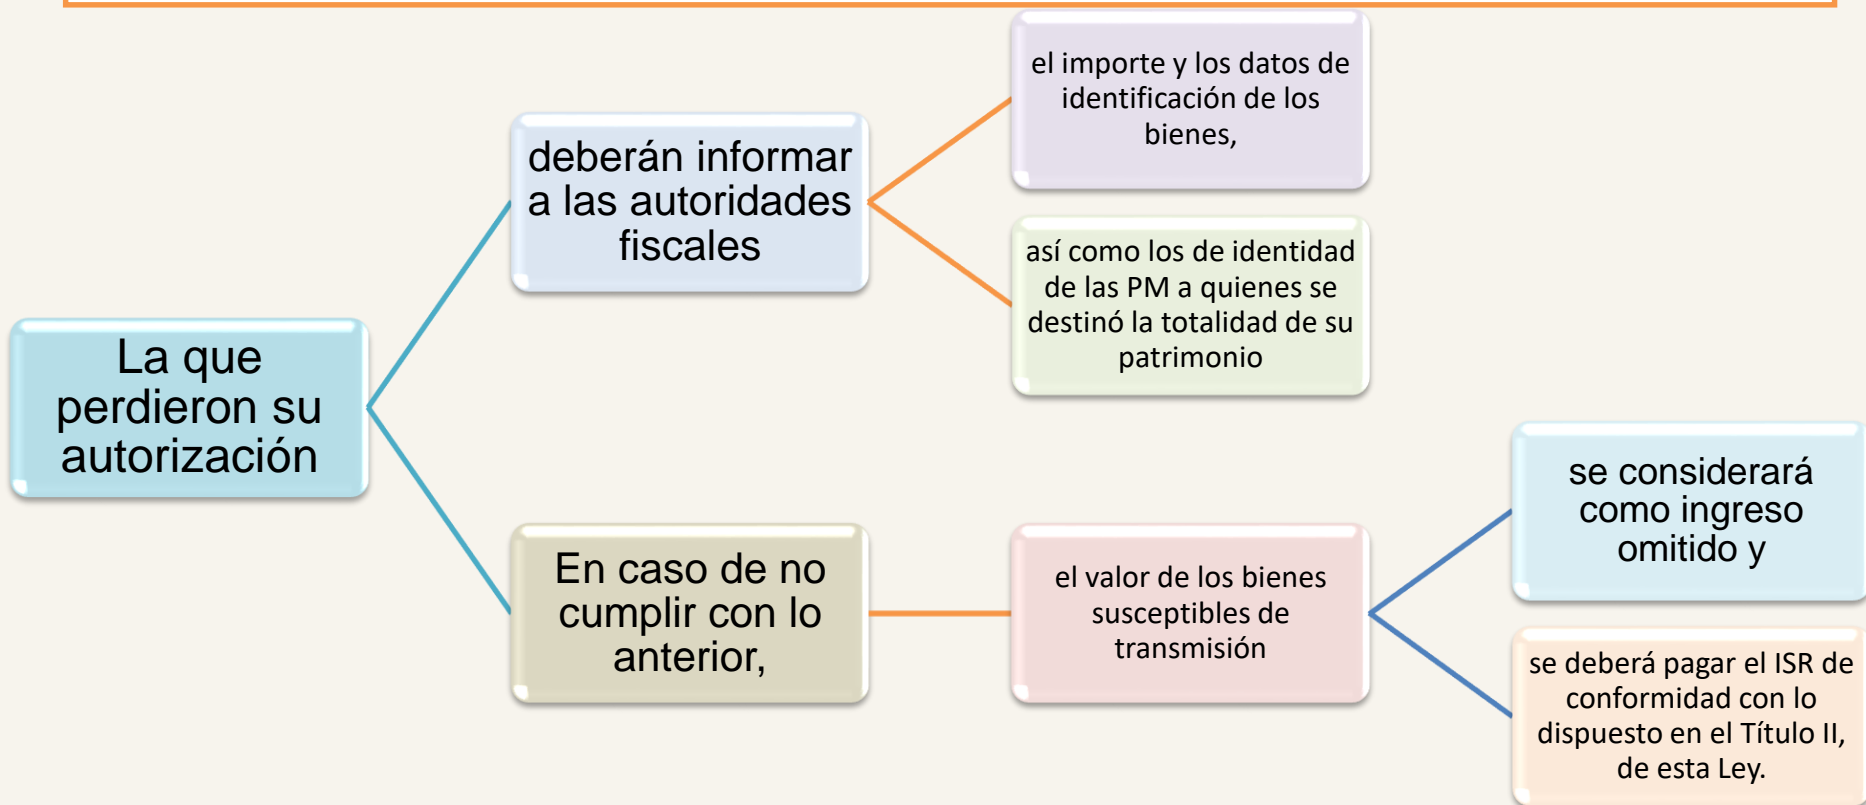 La que
perdieron su
autorización
deberán informar
a las autoridades
fiscales
el importe y los datos de
identificación de los
bienes,
así como los de identidad
de las PM a quienes se
destinó la totalidad de su
patrimonio
En caso de no
cumplir con lo
anterior,
el valor de los bienes
susceptibles de
transmisión
se considerará
como ingreso
omitido y
se deberá pagar el ISR de
conformidad con lo
dispuesto en el Título II,
de esta Ley.